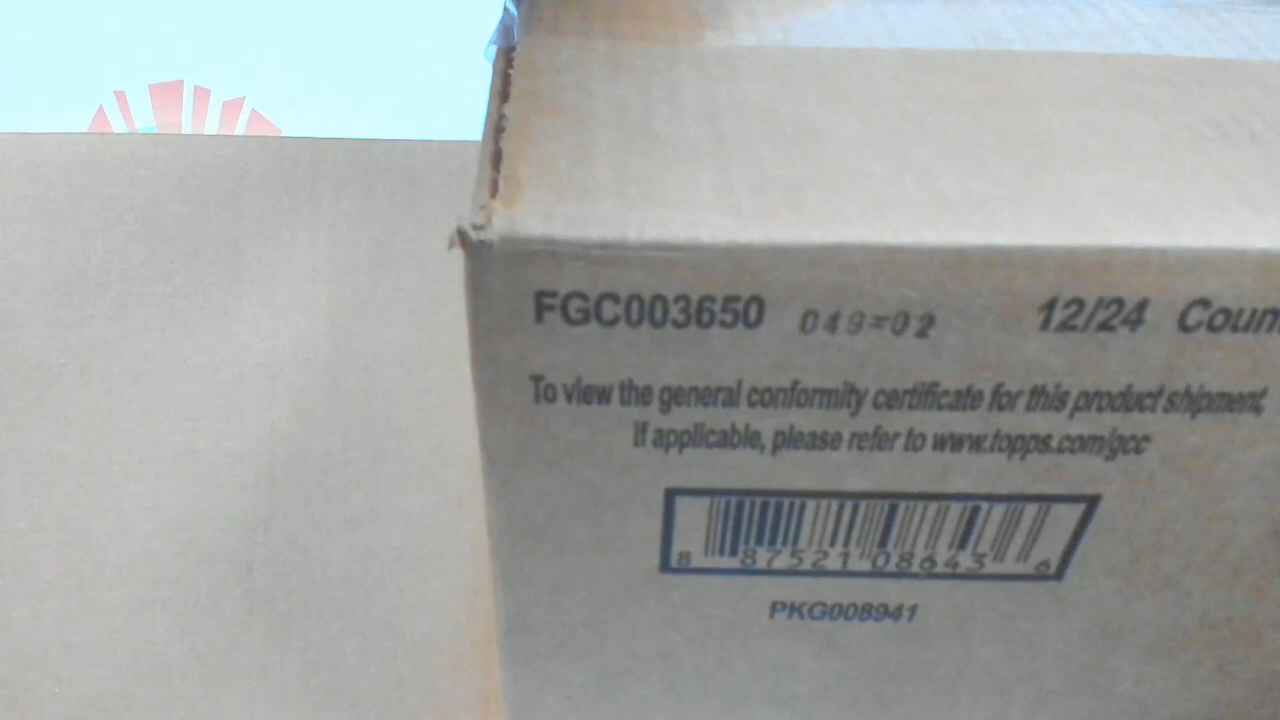 FGC003650 049=02 12/24 Coun
To view the general conformity certificate for this product shipment,
If applicable, please refer to www.topps.com/gcc
8 87521 08643 6
PKG008941